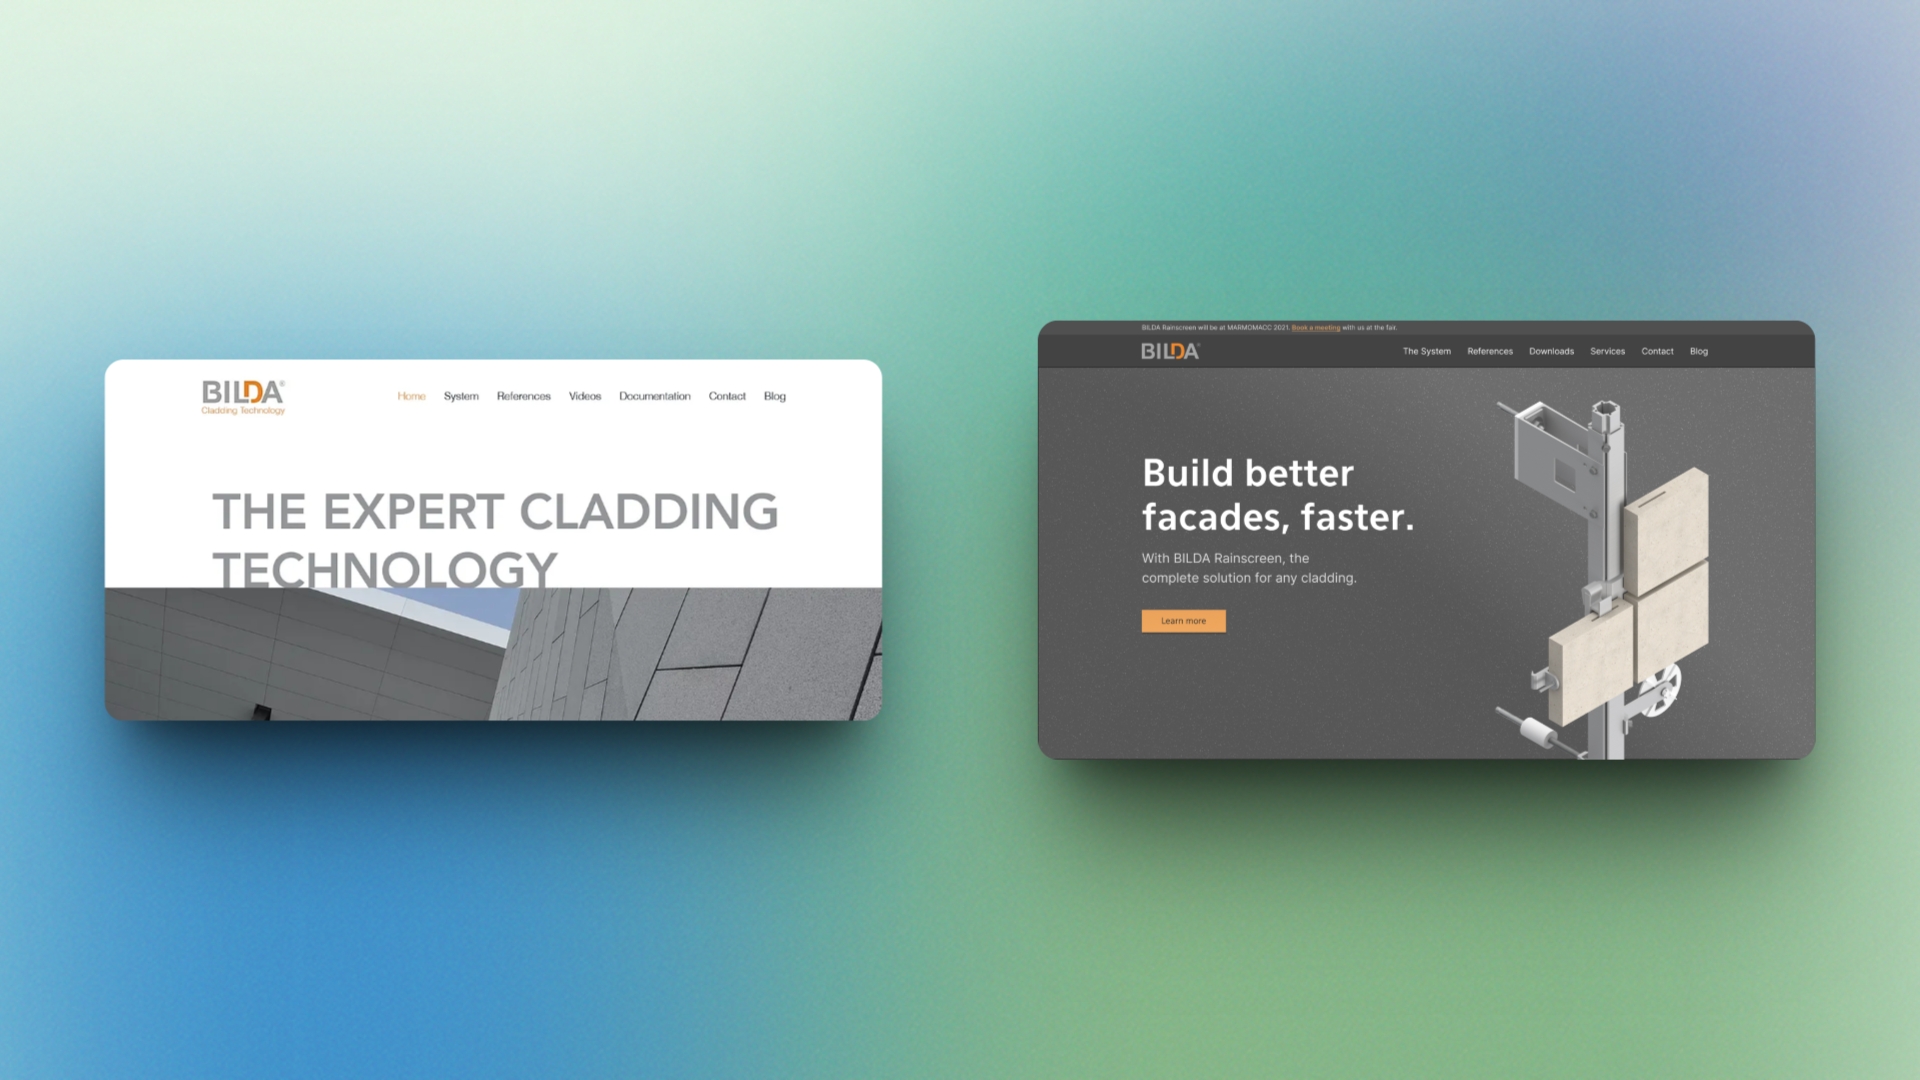 BILDA®
Cladding Technology
Home System References Videos Documentation Contact Blog
THE EXPERT CLADDING
TECHNOLOGY
BILDA Rainscreen will be at MARMOMACC 2021. Book a meeting with us at the fair.
BILDA®
The System References Downloads Services Contact Blog
Build better
facades, faster.
With BILDA Rainscreen, the
complete solution for any cladding.
Learn more